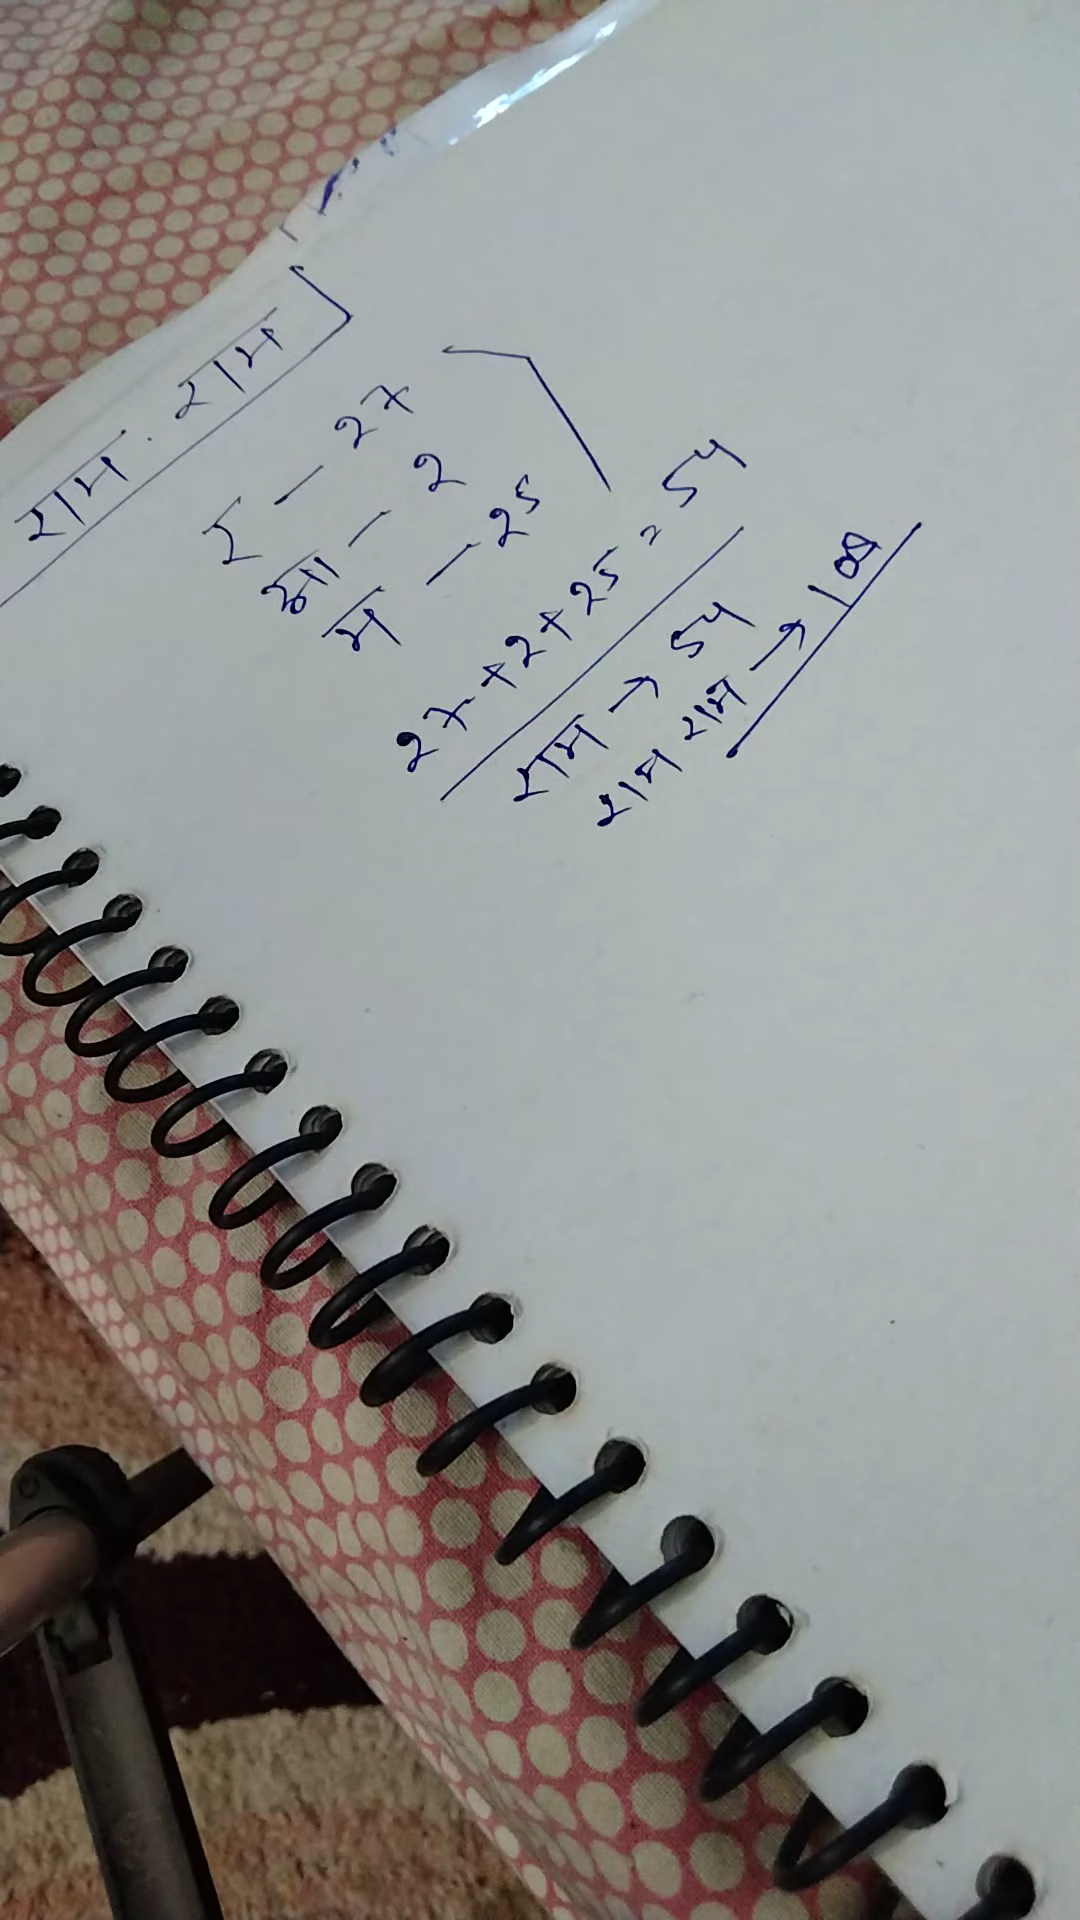 राम. राम
र — 27
आ — 2
म — 25
27 + 2 + 25 = 54
राम → 54
राम राम → 108